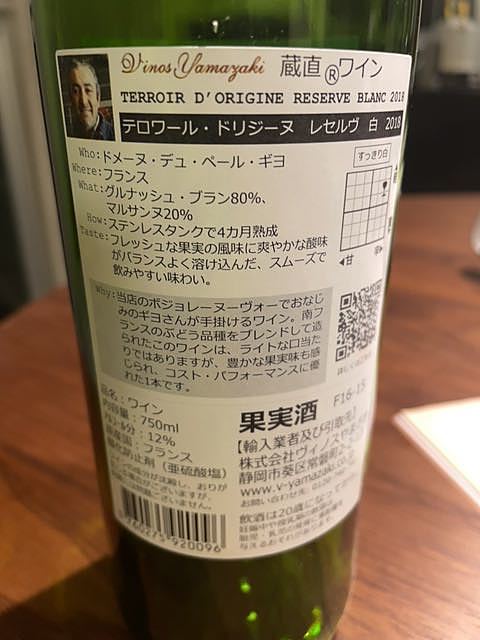 Vinos Yamazaki 蔵直®ワイン
TERROIR D'ORIGINE RESERVE BLANC 2018
テロワール・ドリジーヌ レセルヴ 白 2018
すっきり白
Who:ドメーヌ・デュ・ペール・ギヨ
Where:フランス
What:グルナッシュ・ブラン80%、
マルサンヌ20%
How:ステンレスタンクで4カ月熟成
Taste:フレッシュな果実の風味に爽やかな酸味
がバランスよく溶け込んだ、スムーズで
飲みやすい味わい。
◀甘
Why:当店のボジョレーヌーヴォーでおなじ
みのギヨさんが手掛けるワイン。南フ
ランスのぶどう品種をブレンドして造
られたこのワインは、ライトな口当た
りではありますが、豊かな果実味も感
じられ、コスト・パフォーマンスに優
れた1本です。
品名:ワイン
内容量:750ml
アルコール分:12%
原産国:フランス
酸化防止剤(亜硫酸塩)
果実酒 F16-15
【輸入業者及び引取先】
株式会社ヴィノスやま
静岡市葵区常磐町2
www.v-yamazaki.co
お問い合わせ先
飲酒は20歳になって